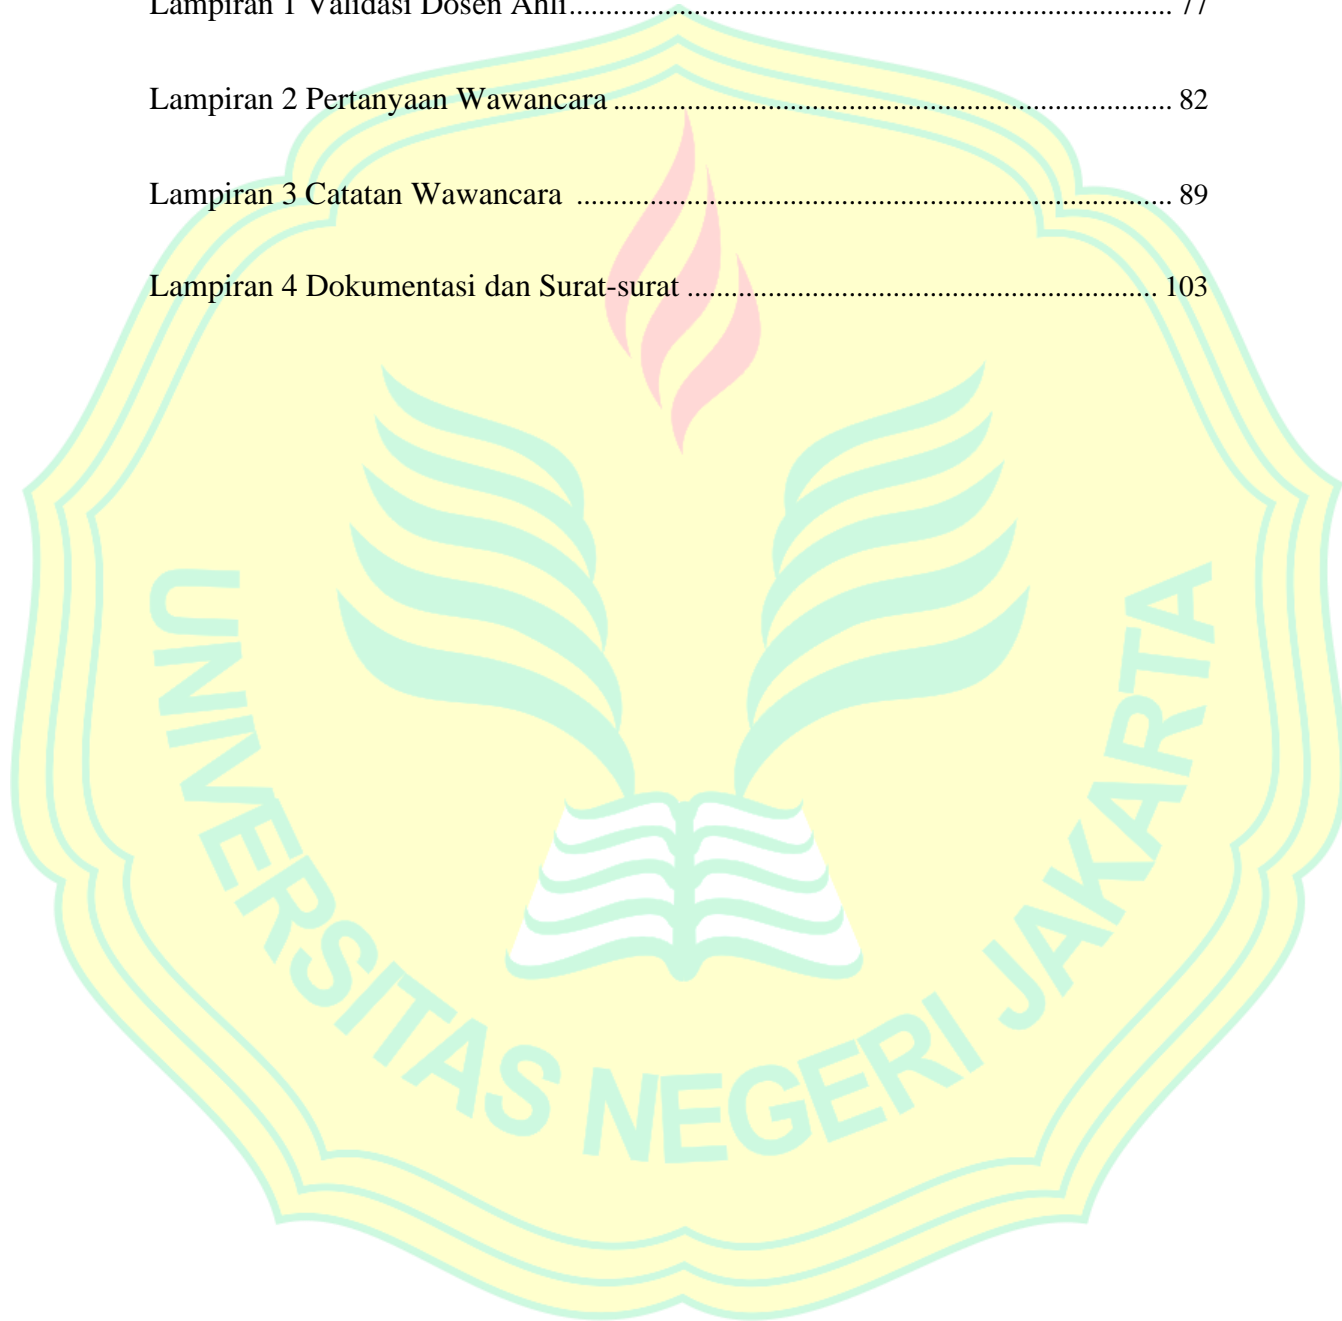 Lampiran 1 Validasi Dosen Ahli........................................................................... 77
Lampiran 2 Pertanyaan Wawancara ...................................................................... 82
Lampiran 3 Catatan Wawancara .......................................................................... 89
Lampiran 4 Dokumentasi dan Surat-surat ........................................................... 103
UNIVERSITAS NEGERI JAKARTA